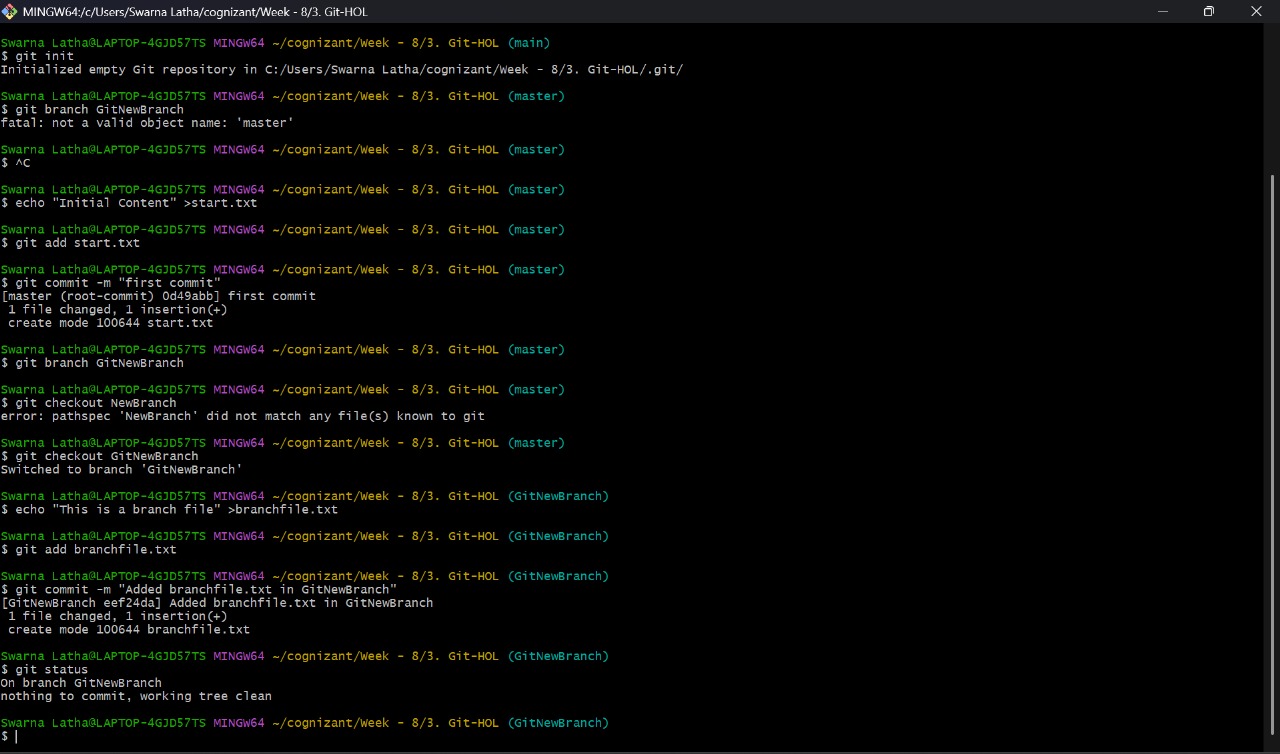 MINGW64:/c/Users/Swarna Latha/cognizant/Week - 8/3. Git-HOL
Swarna Latha@LAPTOP-4GJD57TS MINGW64 ~/cognizant/Week - 8/3. Git-HOL (main)
$ git init
Initialized empty Git repository in C:/Users/Swarna Latha/cognizant/Week - 8/3. Git-HOL/.git/
Swarna Latha@LAPTOP-4GJD57TS MINGW64 ~/cognizant/Week - 8/3. Git-HOL (master)
$ git branch GitNewBranch
fatal: not a valid object name: 'master'
Swarna Latha@LAPTOP-4GJD57TS MINGW64 ~/cognizant/Week - 8/3. Git-HOL (master)
$ ^C
Swarna Latha@LAPTOP-4GJD57TS MINGW64 ~/cognizant/Week - 8/3. Git-HOL (master)
$ echo "Initial Content" >start.txt
Swarna Latha@LAPTOP-4GJD57TS MINGW64 ~/cognizant/Week - 8/3. Git-HOL (master)
$ git add start.txt
Swarna Latha@LAPTOP-4GJD57TS MINGW64 ~/cognizant/Week - 8/3. Git-HOL (master)
$ git commit -m "first commit"
[master (root-commit) 0d49abb] first commit
 1 file changed, 1 insertion(+)
 create mode 100644 start.txt
Swarna Latha@LAPTOP-4GJD57TS MINGW64 ~/cognizant/Week - 8/3. Git-HOL (master)
$ git branch GitNewBranch
Swarna Latha@LAPTOP-4GJD57TS MINGW64 ~/cognizant/Week - 8/3. Git-HOL (master)
$ git checkout NewBranch
error: pathspec 'NewBranch' did not match any file(s) known to git
Swarna Latha@LAPTOP-4GJD57TS MINGW64 ~/cognizant/Week - 8/3. Git-HOL (master)
$ git checkout GitNewBranch
Switched to branch 'GitNewBranch'
Swarna Latha@LAPTOP-4GJD57TS MINGW64 ~/cognizant/Week - 8/3. Git-HOL (GitNewBranch)
$ echo "This is a branch file" >branchfile.txt
Swarna Latha@LAPTOP-4GJD57TS MINGW64 ~/cognizant/Week - 8/3. Git-HOL (GitNewBranch)
$ git add branchfile.txt
Swarna Latha@LAPTOP-4GJD57TS MINGW64 ~/cognizant/Week - 8/3. Git-HOL (GitNewBranch)
$ git commit -m "Added branchfile.txt in GitNewBranch"
[GitNewBranch eef24da] Added branchfile.txt in GitNewBranch
 1 file changed, 1 insertion(+)
 create mode 100644 branchfile.txt
Swarna Latha@LAPTOP-4GJD57TS MINGW64 ~/cognizant/Week - 8/3. Git-HOL (GitNewBranch)
$ git status
On branch GitNewBranch
nothing to commit, working tree clean
Swarna Latha@LAPTOP-4GJD57TS MINGW64 ~/cognizant/Week - 8/3. Git-HOL (GitNewBranch)
$